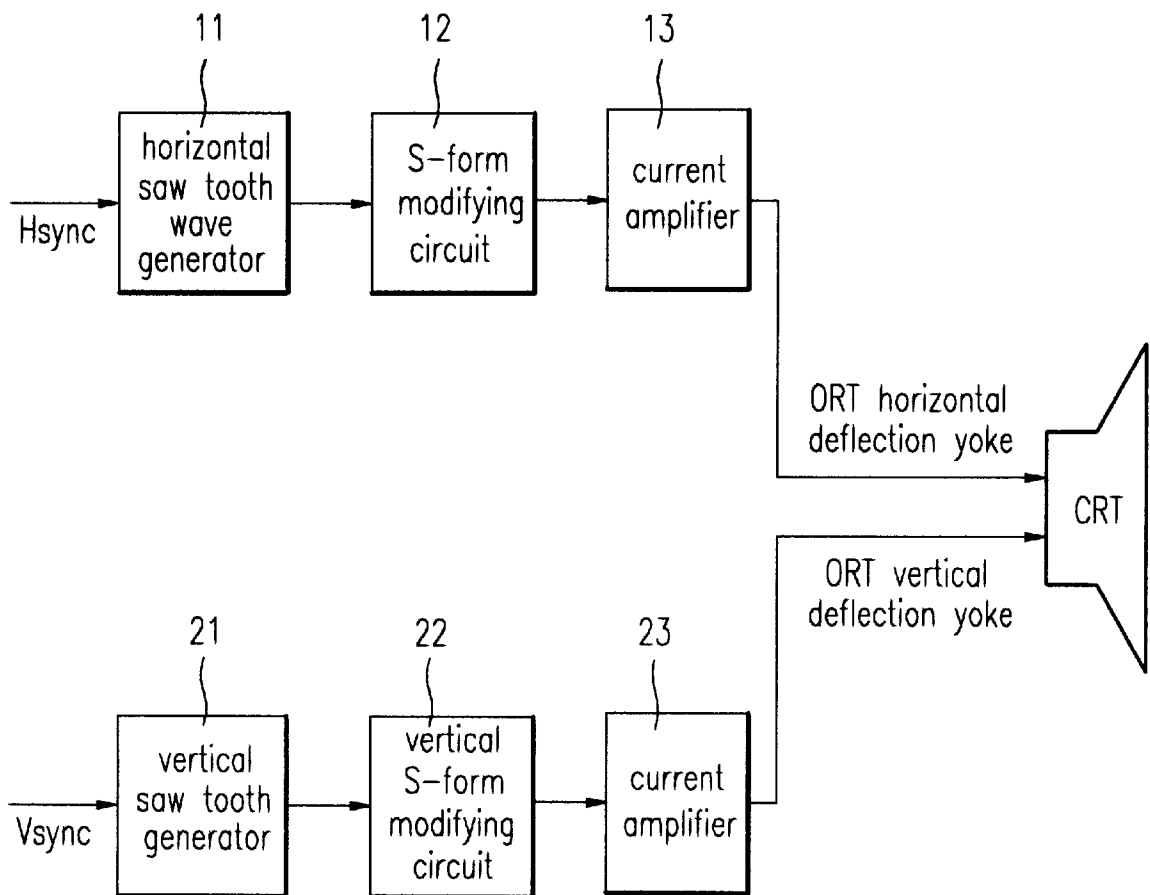 11
12
13
horizontal
saw tooth
wave
generator
S-form
modifying
circuit
current
amplifier
Hsync
ORT horizontal
deflection yoke
CRT
ORT vertical
deflection yoke
21
22
23
vertical
saw tooth
generator
vertical
S-form
modifying
circuit
current
amplifier
Vsync